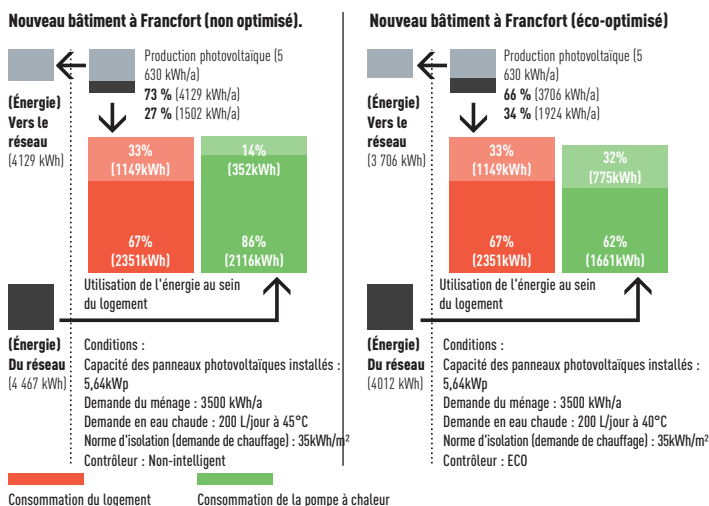 Nouveau bâtiment à Francfort (non optimisé).
Production photovoltaïque (5
630 kWh/a)
73 % (4129 kWh/a)
27 % (1502 kWh/a)
(Énergie)
Vers le
réseau
(4129 kWh)
33%
(1149kWh)
14%
(352kWh)
67%
(2351kWh)
86%
(2116kWh)
Utilisation de l'énergie au sein
du logement
(Énergie)
Du réseau
(4 467 kWh)
Conditions :
Capacité des panneaux photovoltaïques installés :
5,64kWp
Demande du ménage : 3500 kWh/a
Demande en eau chaude : 200 L/jour à 45°C
Norme d'isolation (demande de chauffage) : 35kWh/m²
Contrôleur : Non-intelligent
Nouveau bâtiment à Francfort (éco-optimisé)
Production photovoltaïque (5
630 kWh/a)
66 % (3706 kWh/a)
34 % (1924 kWh/a)
(Énergie)
Vers le
réseau
(3 706 kWh)
33%
(1149kWh)
32%
(775kWh)
67%
(2351kWh)
62%
(1661kWh)
Utilisation de l'énergie au sein
du logement
(Énergie)
Du réseau
(4012 kWh)
Conditions :
Capacité des panneaux photovoltaïques installés :
5,64kWp
Demande du ménage : 3500 kWh/a
Demande en eau chaude : 200 L/jour à 40°C
Norme d'isolation (demande de chauffage) : 35kWh/m²
Contrôleur : ECO
Consommation du logement
Consommation de la pompe à chaleur